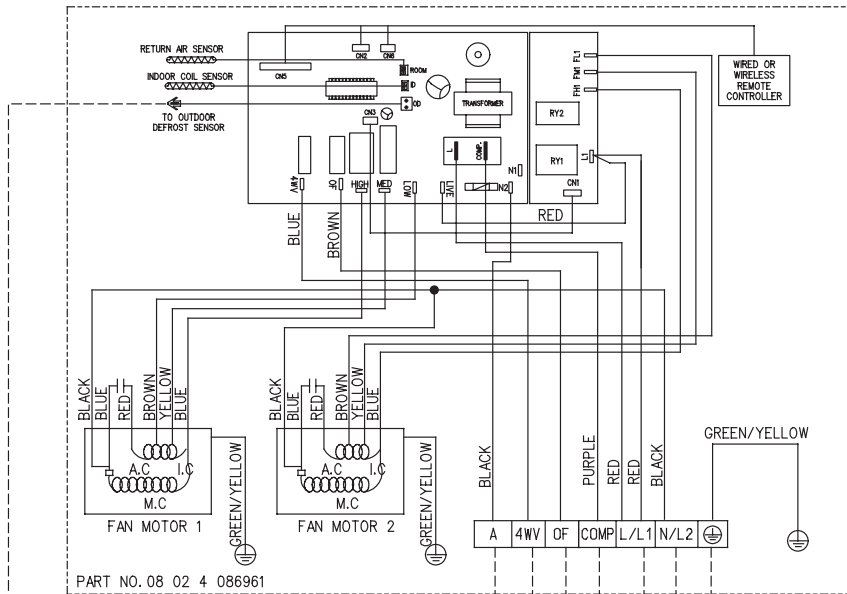 RETURN AIR SENSOR
INDOOR COIL SENSOR
TO OUTDOOR
DEFROST SENSOR
CN5
CN2
CN6
ROOM
ID
OD
CN3
TRANSFORMER
L
COMP.
4WV
OF
HIGH
MED
LOW
LIVE
N1
N2
FL1
FM1
FH1
RY2
RY1
L1
CN1
WIRED OR
WIRELESS
REMOTE
CONTROLLER
BLUE
BROWN
RED
BLACK
BLUE
RED
BROWN
YELLOW
BLUE
A.C
I.C
M.C
FAN MOTOR 1
GREEN/YELLOW
BLACK
BLUE
RED
BROWN
YELLOW
BLUE
A.C
I.C
M.C
FAN MOTOR 2
GREEN/YELLOW
BLACK
PURPLE
RED
RED
BLACK
GREEN/YELLOW
A
4WV
OF
COMP
L/L1
N/L2
PART NO. 08 02 4 086961